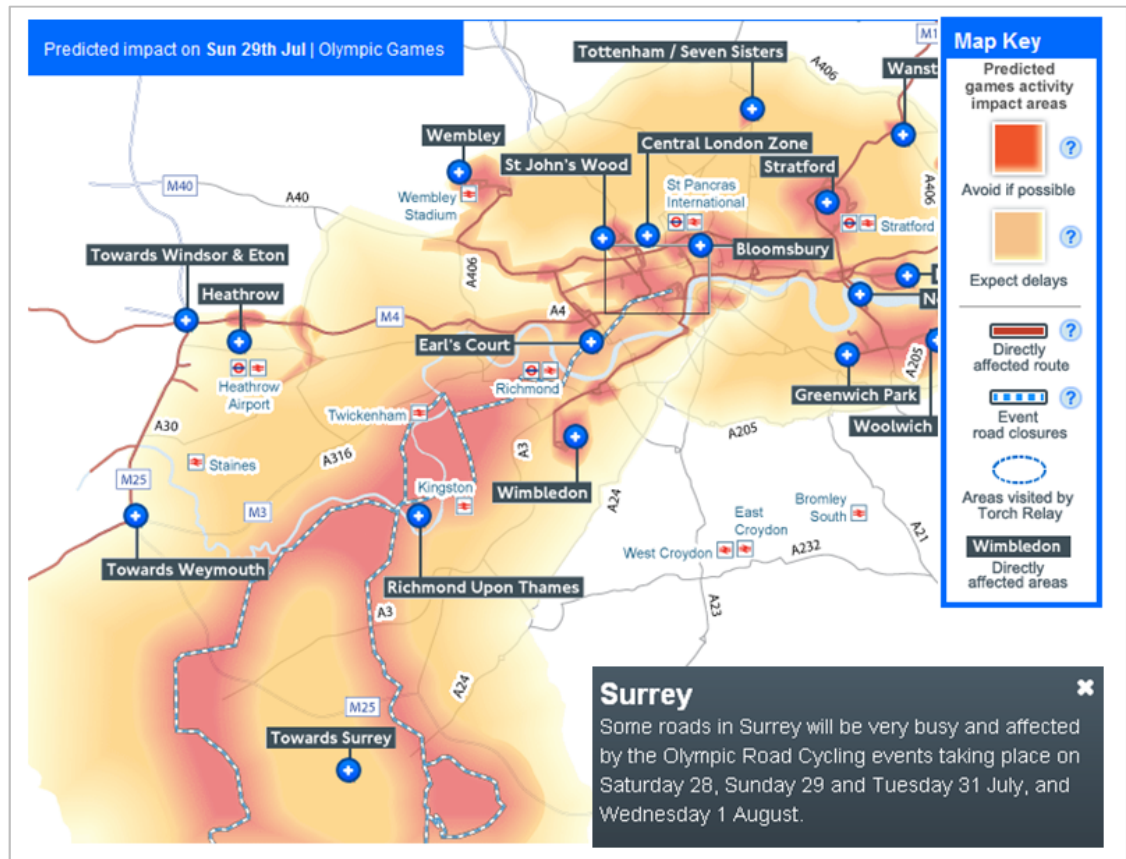 Predicted impact on Sun 29th Jul | Olympic Games
Tottenham / Seven Sisters
A406
M1
Wanst
Wembley
Central London Zone
St John's Wood
Stratford
M40
A40
Wembley
Stadium
St Pancras
International
A406
Stratford
Towards Windsor & Eton
A406
Bloomsbury
Heathrow
M4
A4
Earl's Court
Heathrow
Airport
Richmond
A205
Greenwich Park
Twickenham
A30
A316
A3
A205
Woolwich
Staines
M25
Kingston
Wimbledon
A24
M3
Bromley
South
East
Croydon
West Croydon
A232
A21
Towards Weymouth
Richmond Upon Thames
A3
A23
A24
M25
Towards Surrey
Map Key
Predicted
games activity
impact areas
?
Avoid if possible
?
Expect delays
?
Directly
affected route
?
Event
road closures
Areas visited by
Torch Relay
Wimbledon
Directly
affected areas
Surrey
Some roads in Surrey will be very busy and affected
by the Olympic Road Cycling events taking place on
Saturday 28, Sunday 29 and Tuesday 31 July, and
Wednesday 1 August.